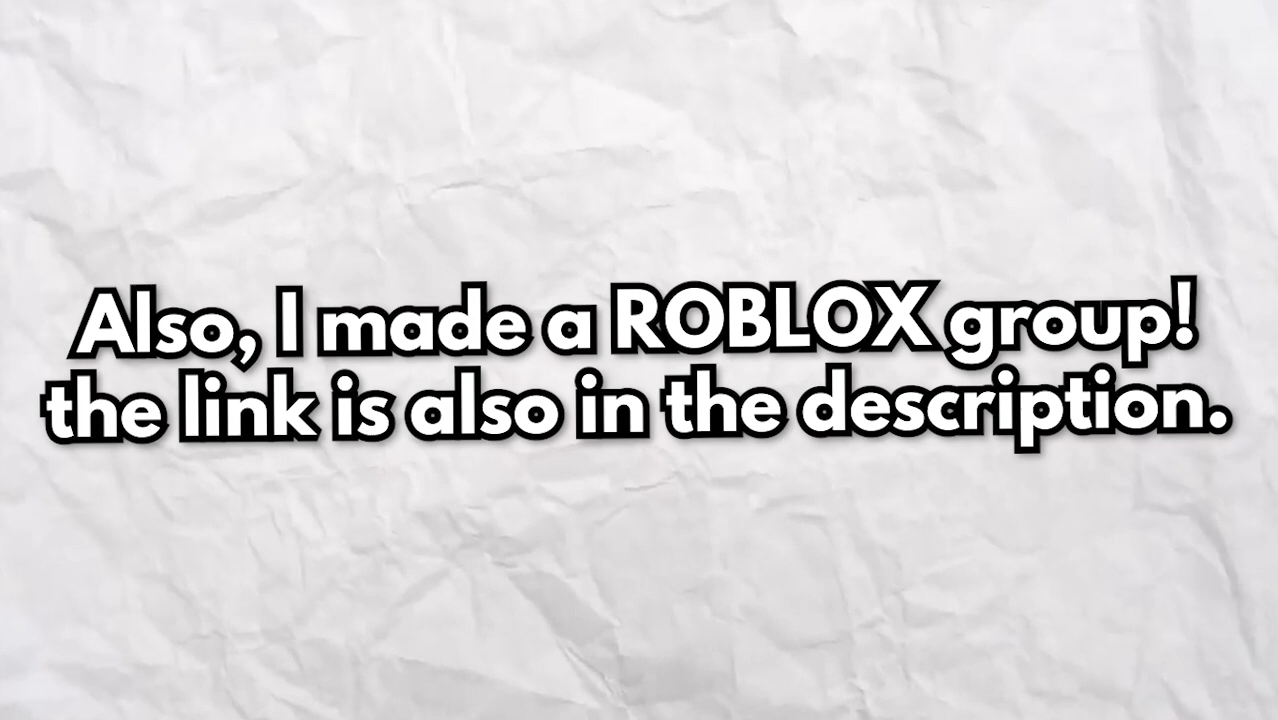 Also, I made a ROBLOX group!
the link is also in the description.